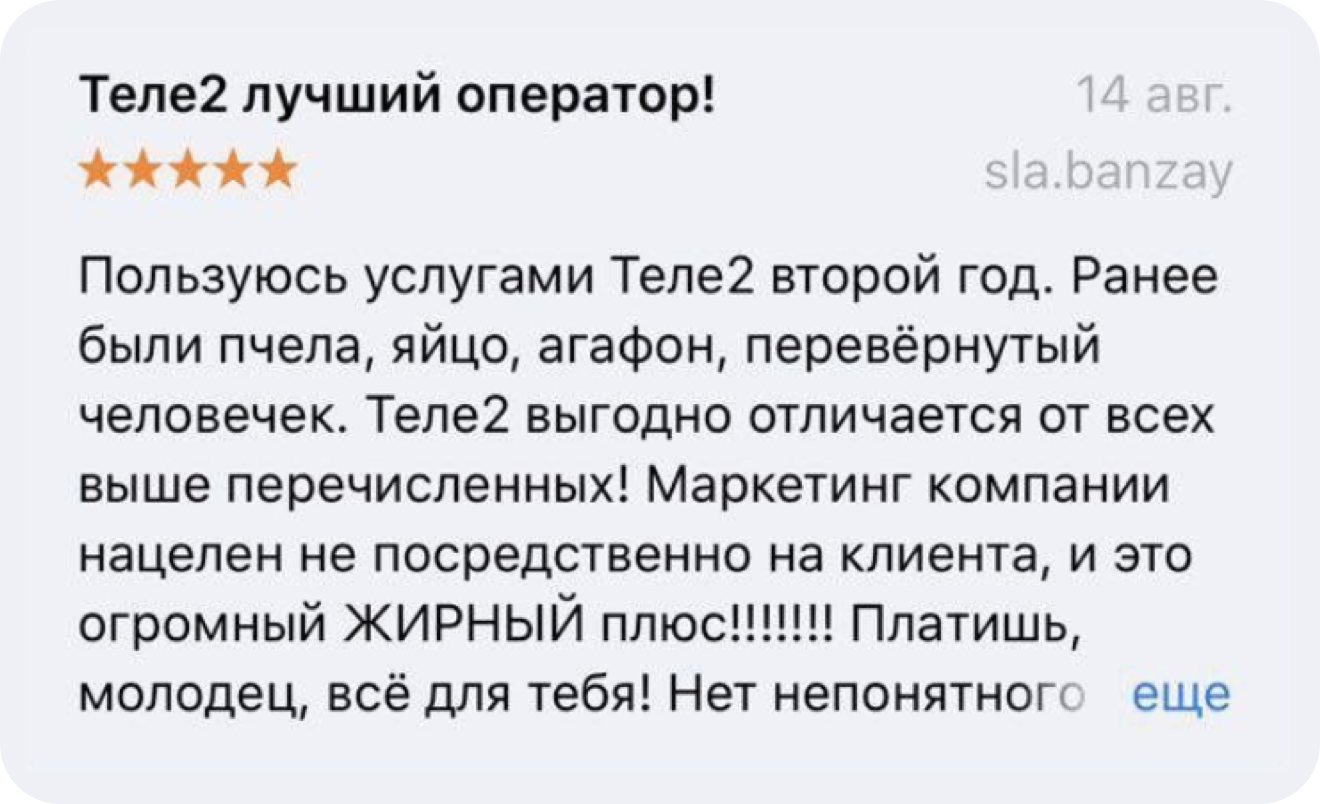 Теле2 лучший оператор!
14 авг.
sla.banzay
Пользуюсь услугами Теле2 второй год. Ранее
были пчела, яйцо, агафон, перевёрнутый
человечек. Теле2 выгодно отличается от всех
выше перечисленных! Маркетинг компании
нацелен не посредственно на клиента, и это
огромный ЖИРНЫЙ плюс!!!!!!! Платишь,
молодец, всё для тебя! Нет непонятного еще